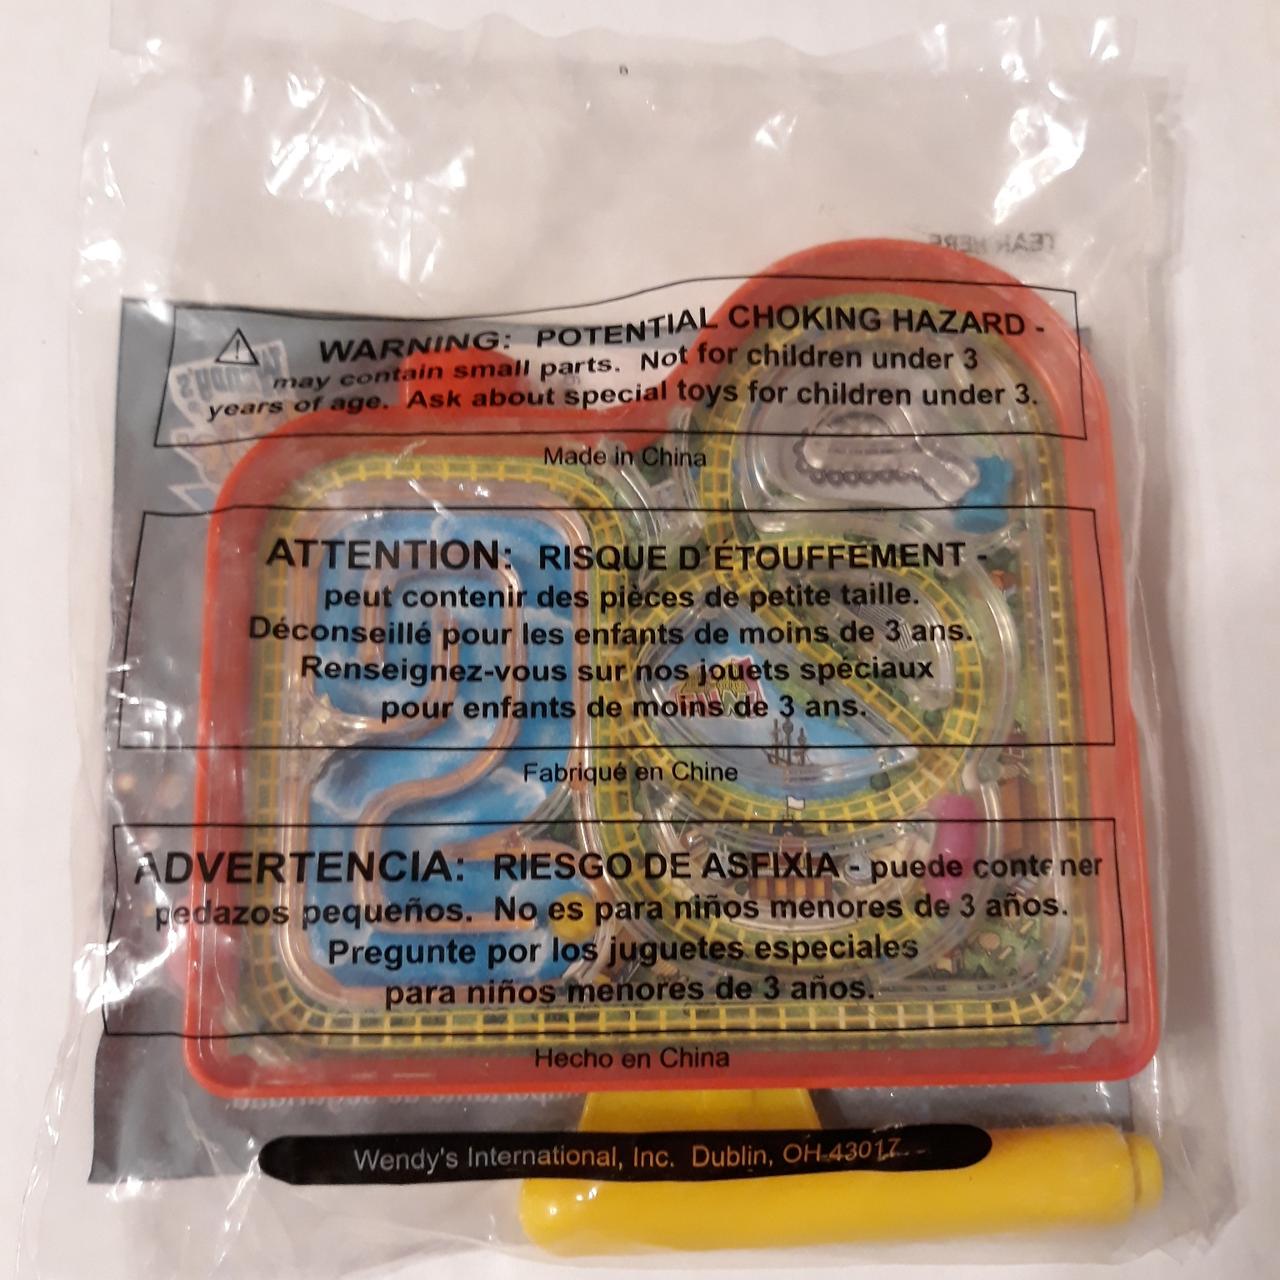 TEAR HERE
WARNING: POTENTIAL CHOKING HAZARD -
may contain small parts. Not for children under 3
years of age. Ask about special toys for children under 3.
Made in China
ATTENTION: RISQUE D'ÉTOUFFEMENT -
peut contenir des pièces de petite taille.
Déconseillé pour les enfants de moins de 3 ans.
Renseignez-vous sur nos jouets spéciaux
pour enfants de moins de 3 ans.
Fabriqué en Chine
ADVERTENCIA: RIESGO DE ASFIXIA - puede contener
pedazos pequeños. No es para niños menores de 3 años.
Pregunte por los juguetes especiales
para niños menores de 3 años.
Hecho en China
Wendy's International, Inc. Dublin, OH 43017